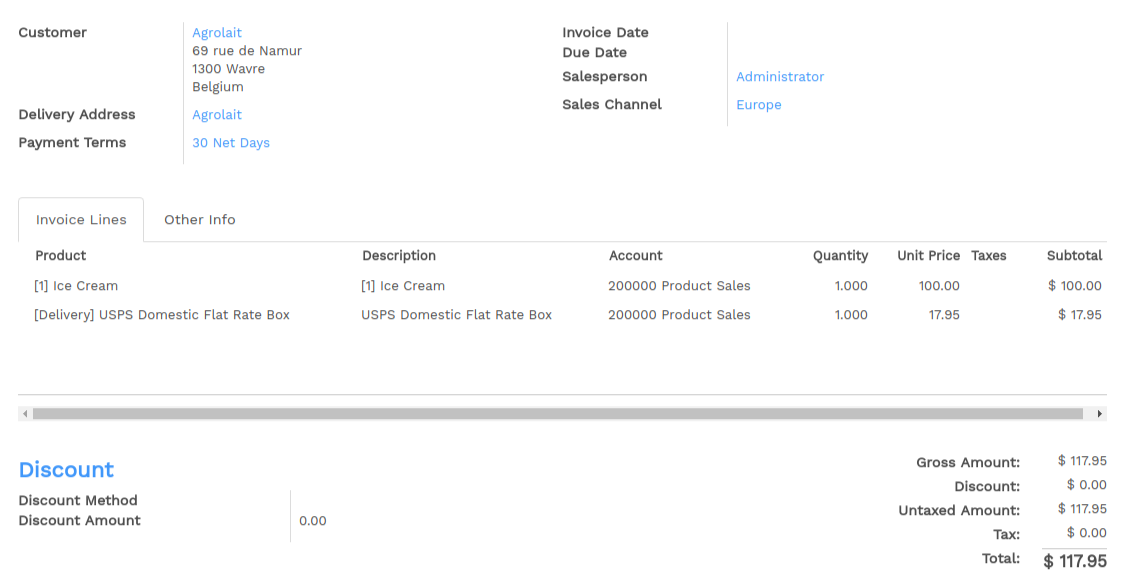 Customer
Agrolait
69 rue de Namur
1300 Wavre
Belgium
Delivery Address Agrolait
Payment Terms 30 Net Days
Invoice Date
Due Date
Salesperson Administrator
Sales Channel Europe
Invoice Lines Other Info
Product Description Account Quantity Unit Price Taxes Subtotal
[1] Ice Cream [1] Ice Cream 200000 Product Sales 1.000 100.00 $ 100.00
[Delivery] USPS Domestic Flat Rate Box USPS Domestic Flat Rate Box 200000 Product Sales 1.000 17.95 $ 17.95
Discount
Discount Method
Discount Amount 0.00
Gross Amount: $ 117.95
Discount: $ 0.00
Untaxed Amount: $ 117.95
Tax: $ 0.00
Total: $ 117.95